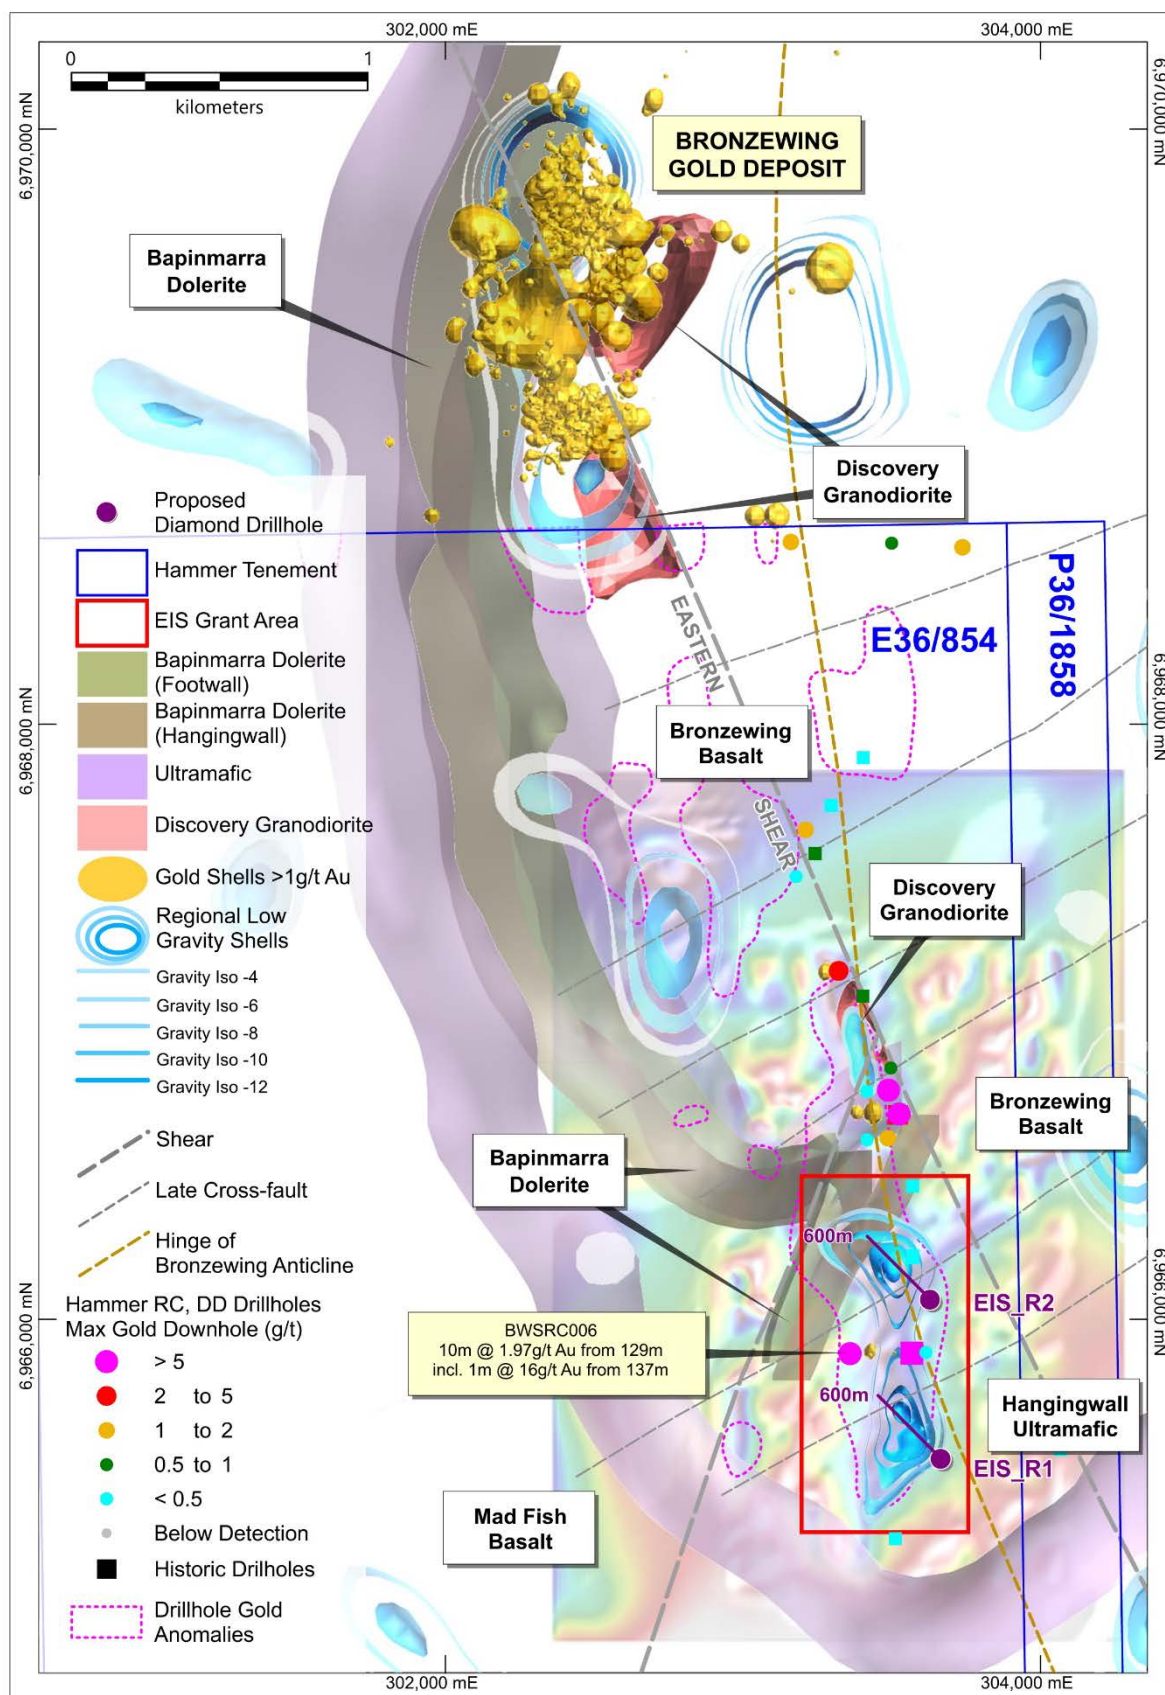 302,000 mE
304,000 mE
0
1
kilometers
6,970,000 mN
6,970,000 mN
BRONZEWING
GOLD DEPOSIT
Bapinmarra
Dolerite
Discovery
Granodiorite
Proposed
Diamond Drillhole
Hammer Tenement
EIS Grant Area
Bapinmarra Dolerite
(Footwall)
Bapinmarra Dolerite
(Hangingwall)
Ultramafic
Discovery Granodiorite
Gold Shells >1g/t Au
Regional Low
Gravity Shells
Gravity Iso -4
Gravity Iso -6
Gravity Iso -8
Gravity Iso -10
Gravity Iso -12
Shear
Late Cross-fault
Hinge of
Bronzewing Anticline
Hammer RC, DD Drillholes
Max Gold Downhole (g/t)
> 5
2 to 5
1 to 2
0.5 to 1
< 0.5
Below Detection
Historic Drillholes
Drillhole Gold
Anomalies
EASTERN
SHEAR
E36/854
P36/1858
6,968,000 mN
6,968,000 mN
Bronzewing
Basalt
Discovery
Granodiorite
Bronzewing
Basalt
Bapinmarra
Dolerite
600m
EIS_R2
6,966,000 mN
6,966,000 mN
BWSRC006
10m @ 1.97g/t Au from 129m
incl. 1m @ 16g/t Au from 137m
600m
EIS_R1
Hangingwall
Ultramafic
Mad Fish
Basalt
302,000 mE
304,000 mE